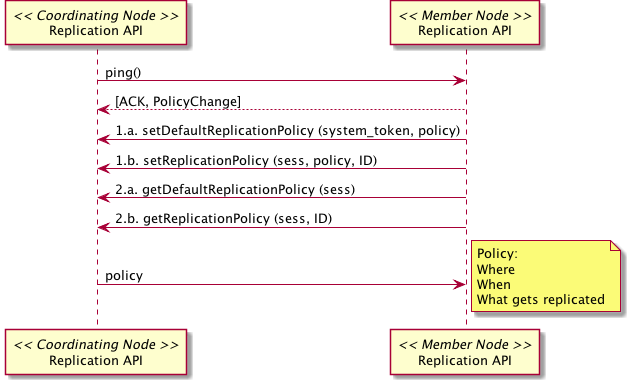 << Coordinating Node >>
Replication API
<< Member Node >>
Replication API
ping()
[ACK, PolicyChange]
1.a. setDefaultReplicationPolicy (system_token, policy)
1.b. setReplicationPolicy (sess, policy, ID)
2.a. getDefaultReplicationPolicy (sess)
2.b. getReplicationPolicy (sess, ID)
Policy:
Where
When
What gets replicated
policy
<< Coordinating Node >>
Replication API
<< Member Node >>
Replication API